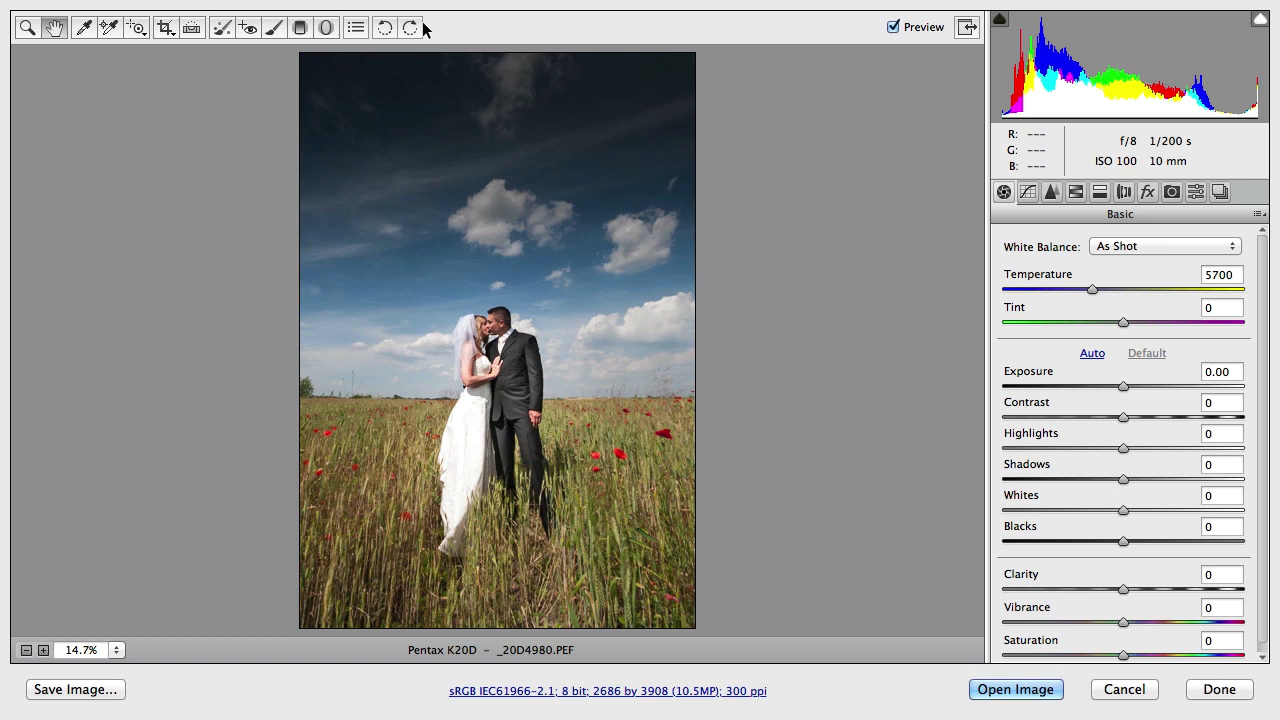 Preview
R: ---
G: ---
B: ---
f/8 1/200 s
ISO 100 10 mm
fx
Basic
White Balance: As Shot
Temperature 5700
Tint 0
Auto Default
Exposure 0.00
Contrast 0
Highlights 0
Shadows 0
Whites 0
Blacks 0
Clarity 0
Vibrance 0
Saturation 0
14.7%
Pentax K20D – _20D4980.PEF
Save Image...
sRGB IEC61966-2.1; 8 bit; 2686 by 3908 (10.5MP); 300 ppi
Open Image
Cancel
Done